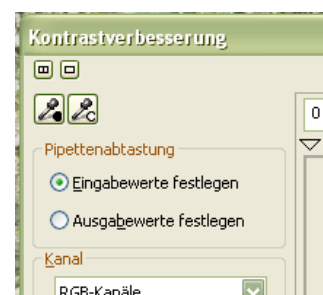 Kontrastverbesserung
0
Pipettenabtastung
Eingabewerte festlegen
Ausgabewerte festlegen
Kanal
RGB-Kanäle